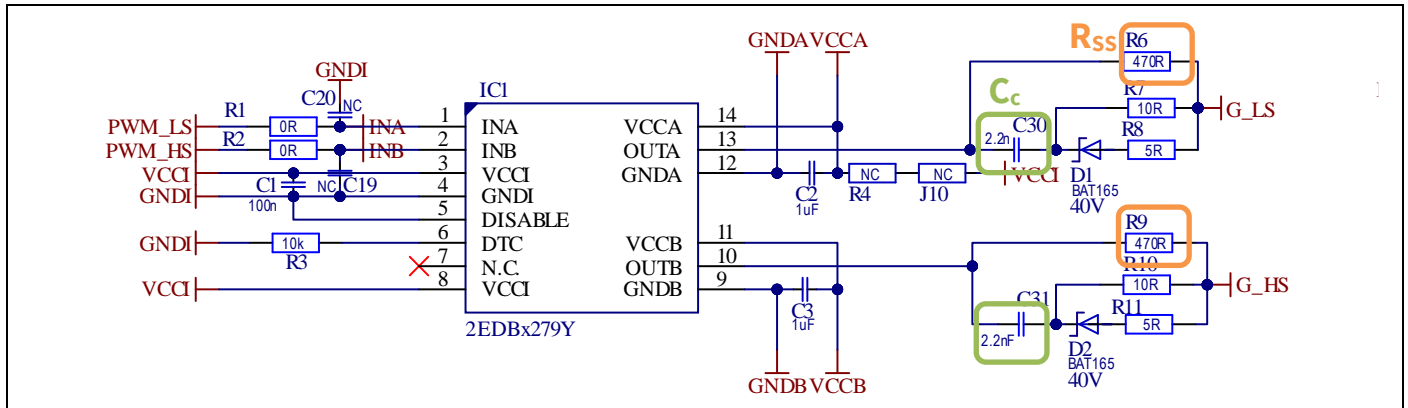 GNDA VCCA
R_SS
R6
470R
GNDI
C20
NC
IC1
C_c
R7
10R
G_LS
R1
PWM_LS
0R
INA
1
INA
VCCA
14
C30
2.2n
R8
5R
R2
PWM_HS
0R
INB
2
INB
OUTA
13
VCCI
3
VCCI
GNDA
12
NC
NC
VCCI
D1
BAT165
40V
C1
100n
NC
C19
GNDI
4
GNDI
C2
1uF
R4
J10
5
DISABLE
R9
470R
GNDI
10k
R3
6
DTC
VCCB
11
7
N.C.
OUTB
10
R10
10R
G_HS
VCCI
8
VCCI
GNDB
9
C31
2.2nF
R11
5R
C3
1uF
2EDBx279Y
D2
BAT165
40V
GNDB VCCB